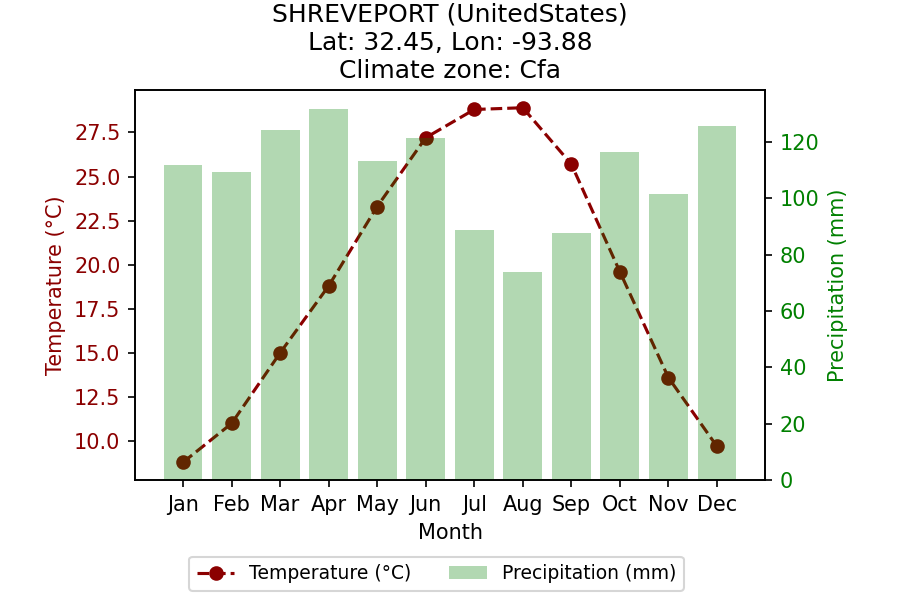 SHREVEPORT (UnitedStates)
Lat: 32.45, Lon: -93.88
Climate zone: Cfa
Temperature (°C)
27.5
25.0
22.5
20.0
17.5
15.0
12.5
10.0
Precipitation (mm)
120
100
80
60
40
20
0
Jan Feb Mar Apr May Jun Jul Aug Sep Oct Nov Dec
Month
Temperature (°C) Precipitation (mm)